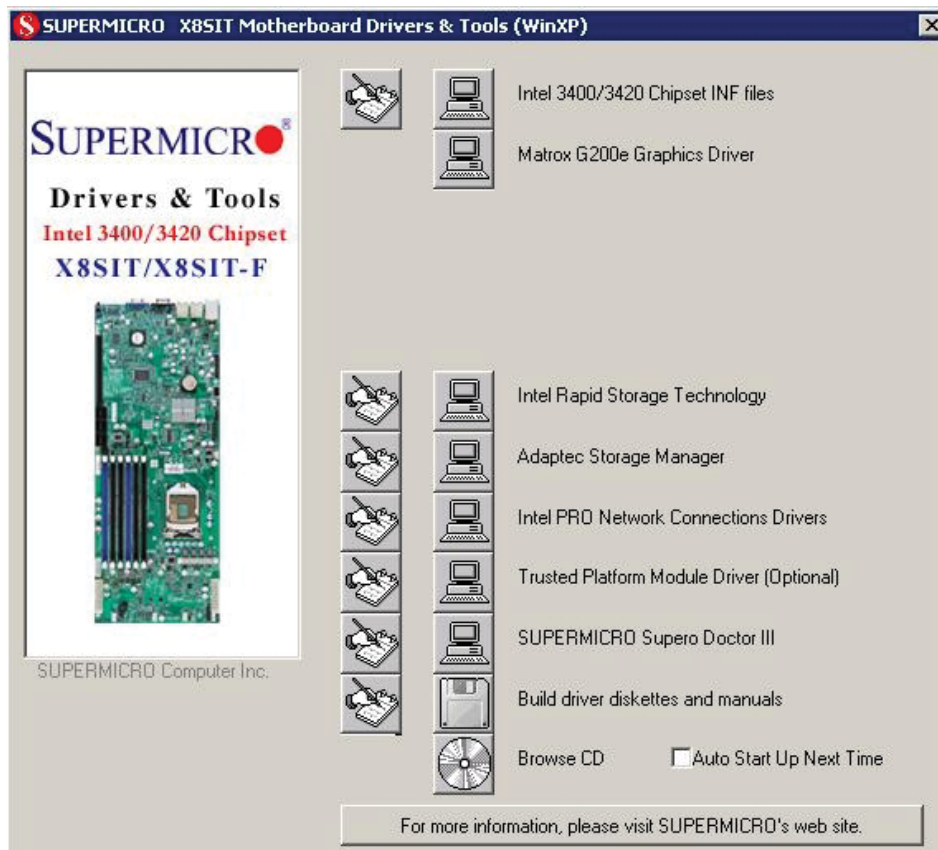 SUPERMICRO X8SIT Motherboard Drivers & Tools (WinXP)
SUPERMICRO®
Drivers & Tools
Intel 3400/3420 Chipset
X8SIT/X8SIT-F
SUPERMICRO Computer Inc.
Intel 3400/3420 Chipset INF files
Matrox G200e Graphics Driver
Intel Rapid Storage Technology
Adaptec Storage Manager
Intel PRO Network Connections Drivers
Trusted Platform Module Driver (Optional)
SUPERMICRO Supero Doctor III
Build driver diskettes and manuals
Browse CD
Auto Start Up Next Time
For more information, please visit SUPERMICRO's web site.